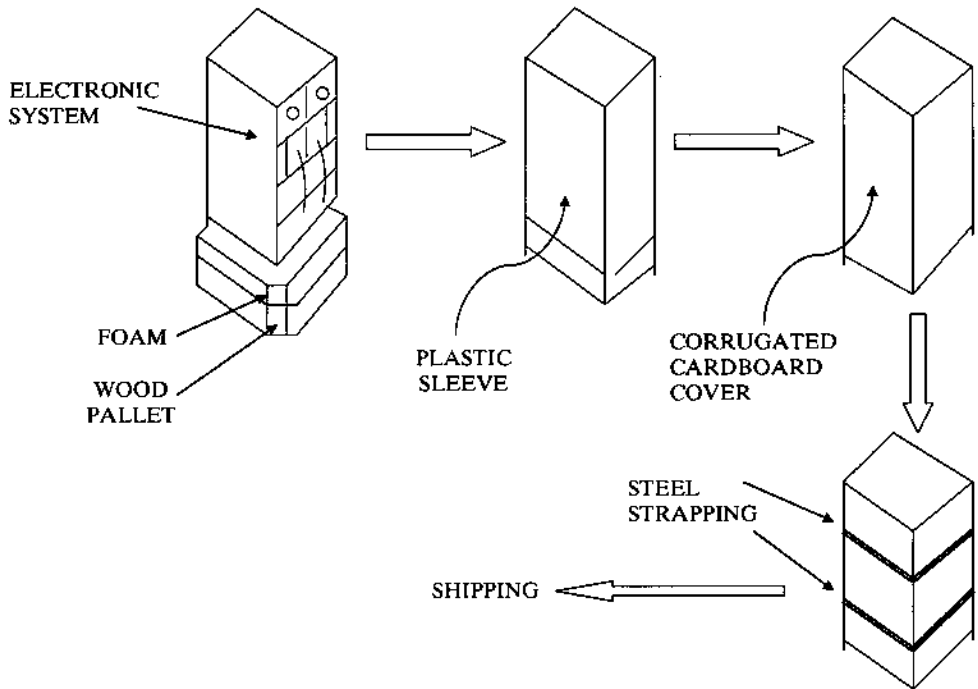 ELECTRONIC
SYSTEM
FOAM
WOOD
PALLET
PLASTIC
SLEEVE
CORRUGATED
CARDBOARD
COVER
STEEL
STRAPPING
SHIPPING